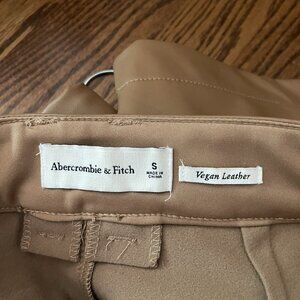 Abercrombie & Fitch
S
MADE IN
CHINA
Vegan Leather